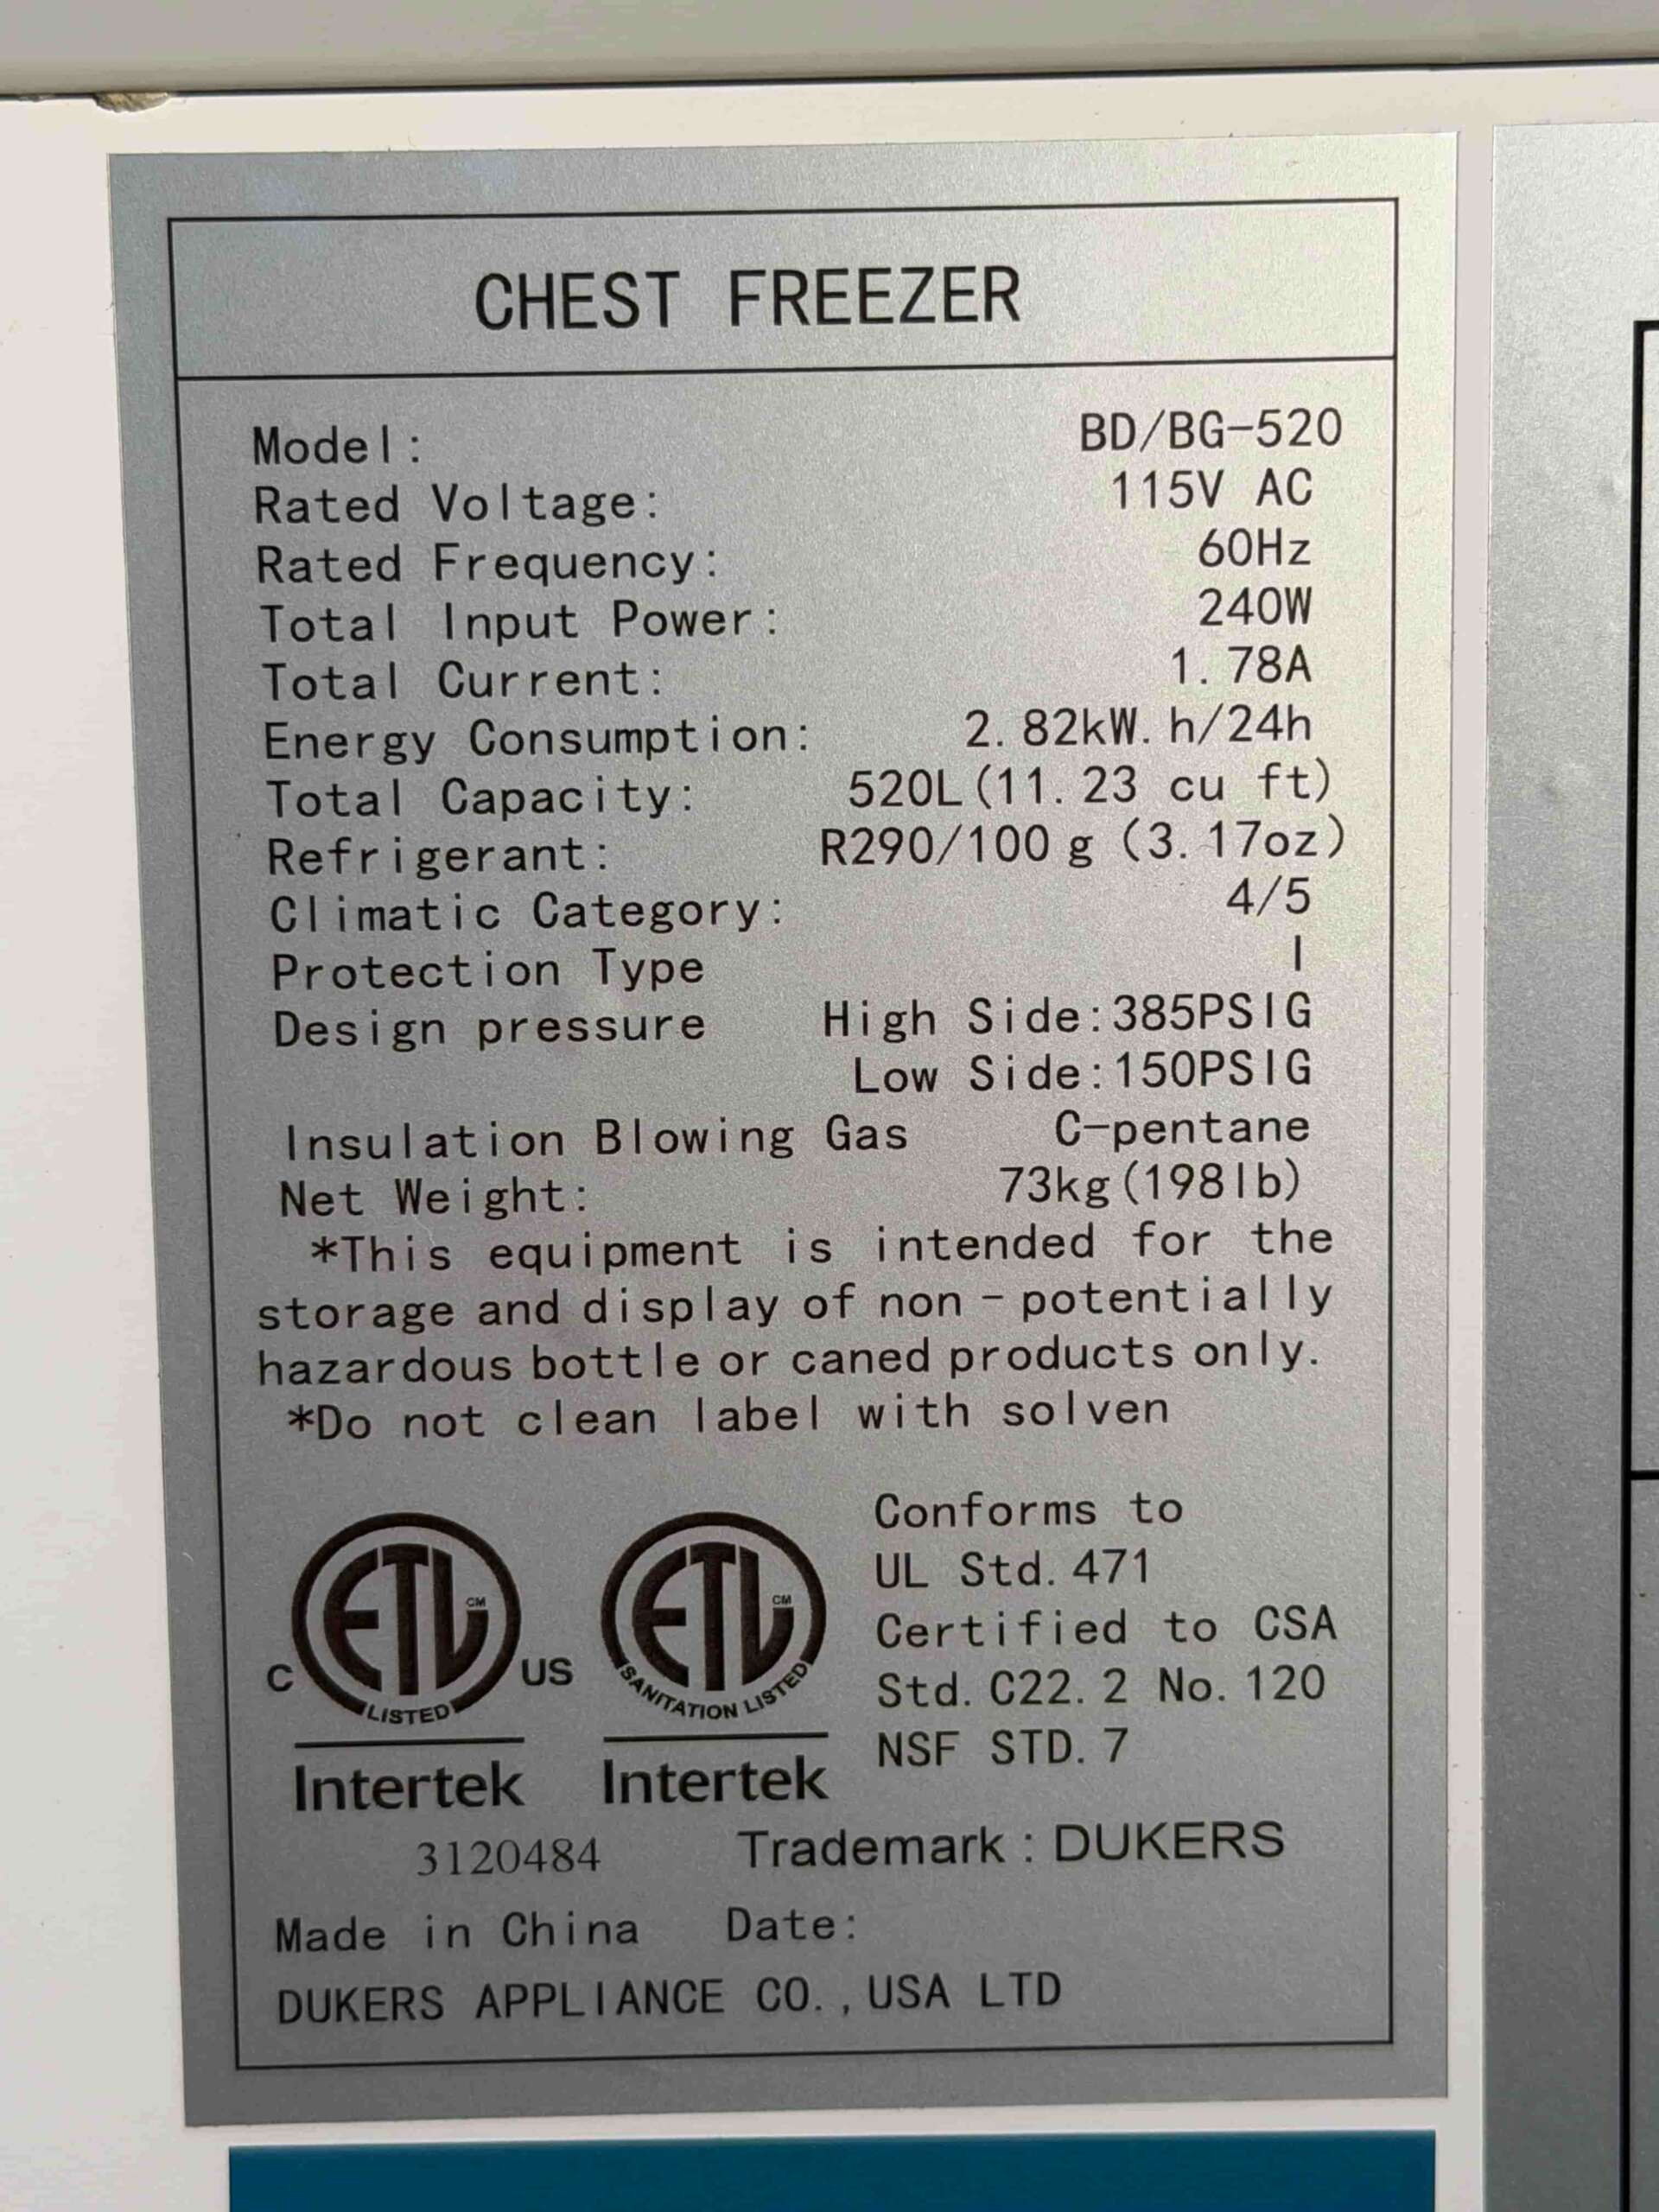 CHEST FREEZER
Model: BD/BG-520
Rated Voltage: 115V AC
Rated Frequency: 60Hz
Total Input Power: 240W
Total Current: 1.78A
Energy Consumption: 2.82kW.h/24h
Total Capacity: 520L(11.23 cu ft)
Refrigerant: R290/100 g (3.17oz)
Climatic Category: 4/5
Protection Type I
Design pressure High Side:385PSIG
Low Side:150PSIG
Insulation Blowing Gas C-pentane
Net Weight: 73kg(198lb)
*This equipment is intended for the
storage and display of non-potentially
hazardous bottle or caned products only.
*Do not clean label with solven
Conforms to
UL Std.471
Certified to CSA
Std.C22.2 No.120
NSF STD.7
ETL CM
C LISTED US
Intertek
ETL CM
SANITATION LISTED
Intertek
3120484 Trademark : DUKERS
Made in China Date:
DUKERS APPLIANCE CO.,USA LTD